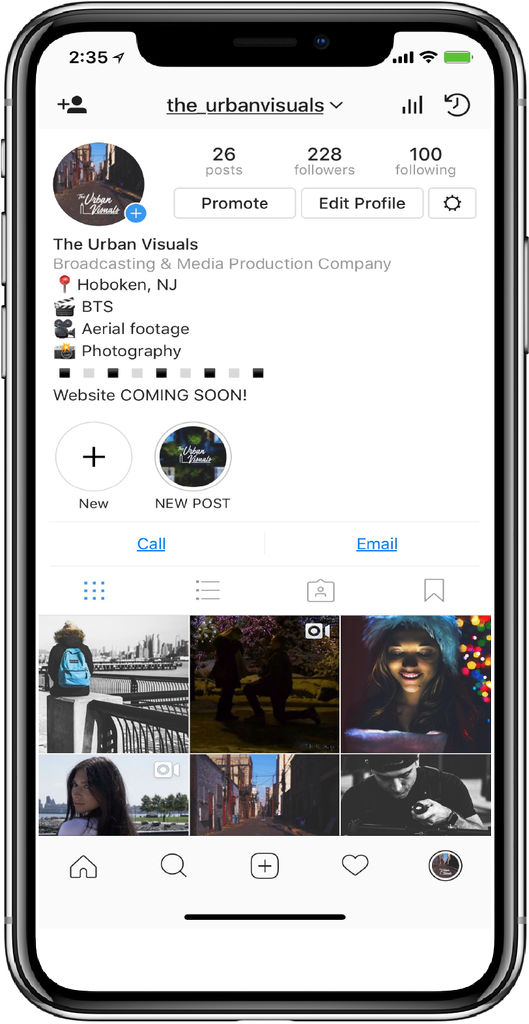 2:35
the_urbanvisuals
26 228 100
posts followers following
The Urban Visuals
Promote Edit Profile
The Urban Visuals
Broadcasting & Media Production Company
Hoboken, NJ
BTS
Aerial footage
Photography
Website COMING SOON!
The Urban Visuals
New NEW POST
Call Email